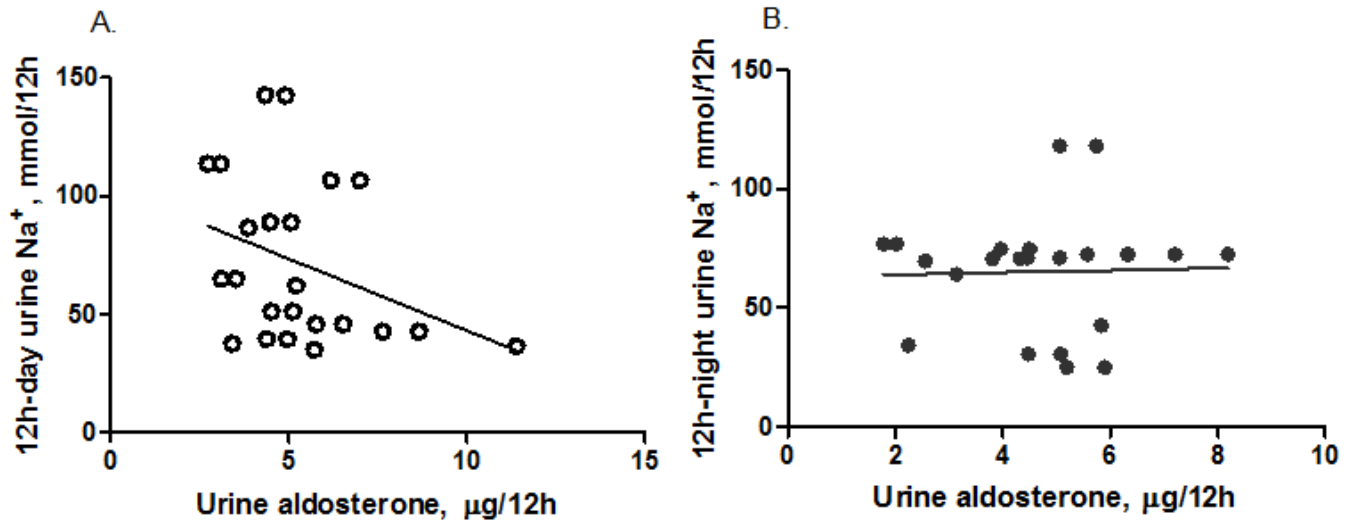 A.
12h-day urine Na⁺, mmol/12h
150
100
50
0
0 5 10 15
Urine aldosterone, μg/12h
B.
12h-night urine Na⁺, mmol/12h
150
100
50
0
0 2 4 6 8 10
Urine aldosterone, μg/12h